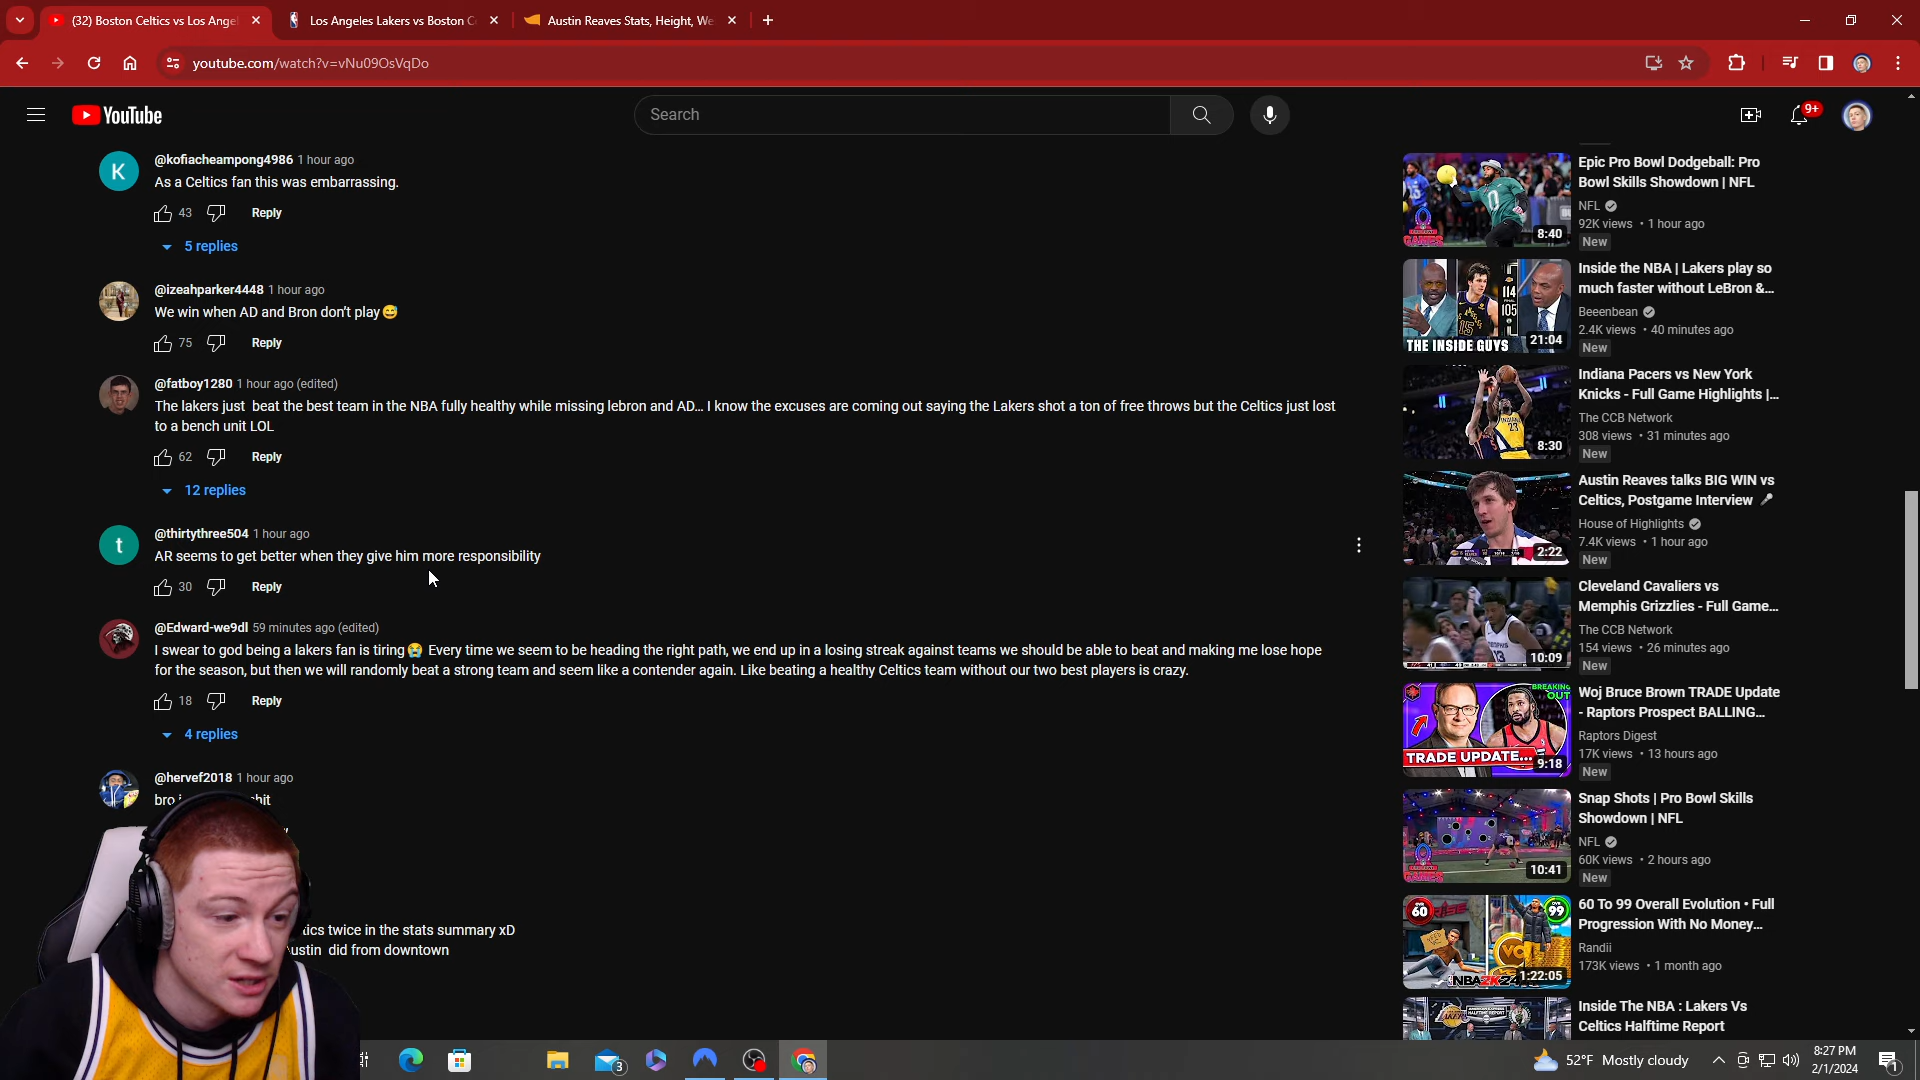 (32) Boston Celtics vs Los Angel
Los Angeles Lakers vs Boston C
Austin Reaves Stats, Height, We
youtube.com/watch?v=vNu09OsVqDo
YouTube
Search
9+
K
@kofiacheampong4986 1 hour ago
As a Celtics fan this was embarrassing.
43 Reply
5 replies
@izeahparker4448 1 hour ago
We win when AD and Bron don't play😅
75 Reply
@fatboy1280 1 hour ago (edited)
The lakers just beat the best team in the NBA fully healthy while missing lebron and AD... I know the excuses are coming out saying the Lakers shot a ton of free throws but the Celtics just lost
to a bench unit LOL
62 Reply
12 replies
t
@thirtythree504 1 hour ago
AR seems to get better when they give him more responsibility
30 Reply
@Edward-we9dl 59 minutes ago (edited)
I swear to god being a lakers fan is tiring😭 Every time we seem to be heading the right path, we end up in a losing streak against teams we should be able to beat and making me lose hope
for the season, but then we will randomly beat a strong team and seem like a contender again. Like beating a healthy Celtics team without our two best players is crazy.
18 Reply
4 replies
@hervef2018 1 hour ago
bro
tics twice in the stats summary xD
ustin did from downtown
8:40
Epic Pro Bowl Dodgeball: Pro
Bowl Skills Showdown | NFL
NFL
92K views • 1 hour ago
New
114
FINAL
105
THE INSIDE GUYS
21:04
Inside the NBA | Lakers play so
much faster without LeBron &...
Beeenbean
2.4K views • 40 minutes ago
New
INDIANA
23
8:30
Indiana Pacers vs New York
Knicks - Full Game Highlights |...
The CCB Network
308 views • 31 minutes ago
New
2:22
Austin Reaves talks BIG WIN vs
Celtics, Postgame Interview 🎤
House of Highlights
7.4K views • 1 hour ago
New
10:09
Cleveland Cavaliers vs
Memphis Grizzlies - Full Game...
The CCB Network
154 views • 26 minutes ago
New
BREAKING
OUT
TRADE UPDATE...
9:18
Woj Bruce Brown TRADE Update
- Raptors Prospect BALLING...
Raptors Digest
17K views • 13 hours ago
New
10:41
Snap Shots | Pro Bowl Skills
Showdown | NFL
NFL
60K views • 2 hours ago
New
60
99
VC
NBA2K24
1:22:05
60 To 99 Overall Evolution • Full
Progression With No Money...
Randii
173K views • 1 month ago
HALFTIME REPORT
Inside The NBA : Lakers Vs
Celtics Halftime Report
3
52°F Mostly cloudy
8:27 PM
2/1/2024
1